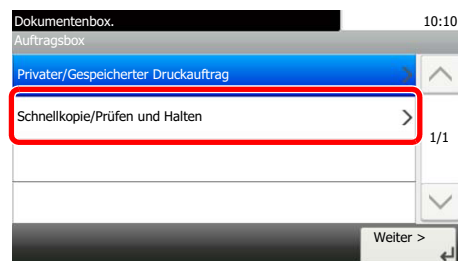 Dokumentenbox. 10:10
Auftragsbox
Privater/Gespeicherter Druckauftrag
Schnellkopie/Prüfen und Halten
1/1
Weiter >